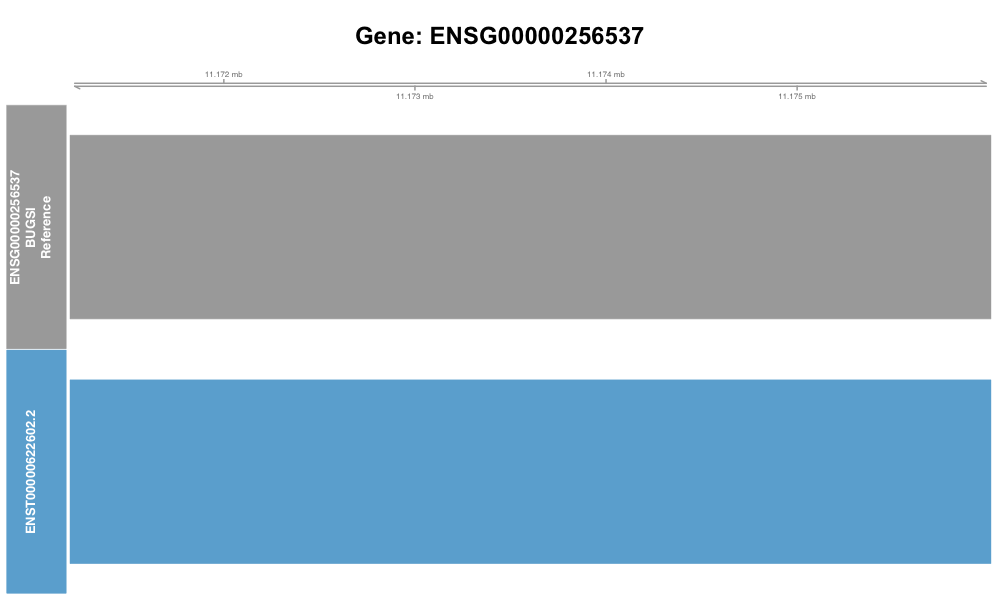 Gene: ENSG00000256537
11.172 mb
11.174 mb
11.173 mb
11.175 mb
ENSG00000256537
BUGSI
Reference
ENST00000622602.2